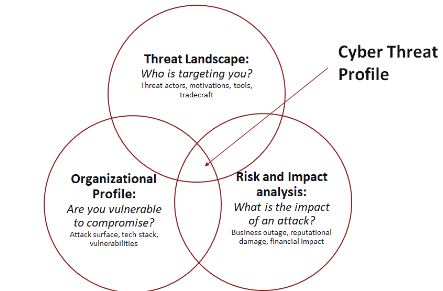 Cyber Threat
Profile
Threat Landscape:
Who is targeting you?
Threat actors, motivations, tools,
tradecraft
Organizational
Profile:
Are you vulnerable
to compromise?
Attack surface, tech stack,
vulnerabilities
Risk and Impact
analysis:
What is the impact
of an attack?
Business outage, reputational
damage, financial impact